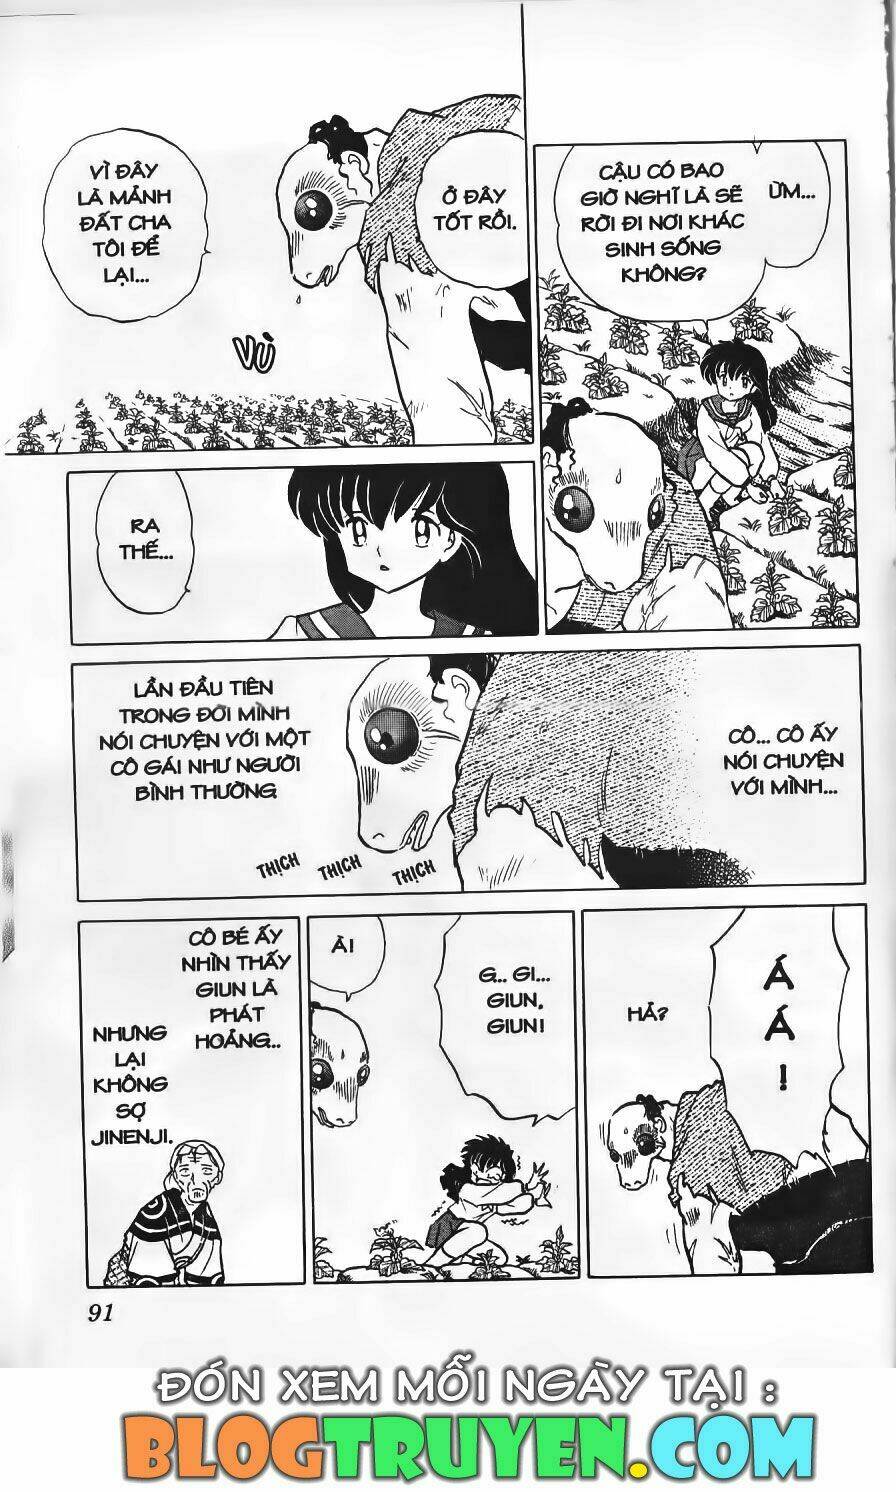 ỪM...
CẬU CÓ BAO
GIỜ NGHĨ LÀ SẼ
RỜI ĐI NƠI KHÁC
SINH SỐNG
KHÔNG?
Ở ĐÂY
TỐT RỒI.
VÌ ĐÂY
LÀ MẢNH
ĐẤT CHA
TÔI ĐỂ
LẠI...
VÙ
RA
THẾ...
CÔ... CÔ ẤY
NÓI CHUYỆN
VỚI MÌNH...
LẦN ĐẦU TIÊN
TRONG ĐỜI MÌNH
NÓI CHUYỆN VỚI MỘT
CÔ GÁI NHƯ NGƯỜI
BÌNH THƯỜNG
THỊCH
THỊCH
THỊCH
Á
Á
!
HẢ?
G... GI...
GIUN,
GIUN!
À!
CÔ BÉ ẤY
NHÌN THẤY
GIUN LÀ
PHÁT
HOẢNG..
NHƯNG
LẠI
KHÔNG
SỢ
JINENJI.
91
ĐÓN XEM MỖI NGÀY TẠI :
BLOGTRUYEN.COM